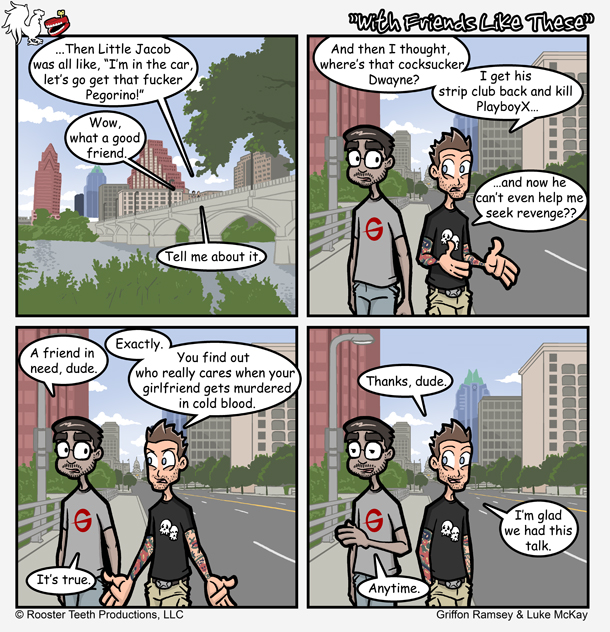 "With Friends Like These"
...Then Little Jacob
was all like, "I'm in the car,
let's go get that fucker
Pegorino!"
Wow,
what a good
friend.
Tell me about it.
And then I thought,
where's that cocksucker
Dwayne?
I get his
strip club back and kill
PlayboyX...
...and now he
can't even help me
seek revenge??
A friend in
need, dude.
Exactly.
You find out
who really cares when your
girlfriend gets murdered
in cold blood.
It's true.
Thanks, dude.
I'm glad
we had this
talk.
Anytime.
© Rooster Teeth Productions, LLC
Griffon Ramsey & Luke McKay